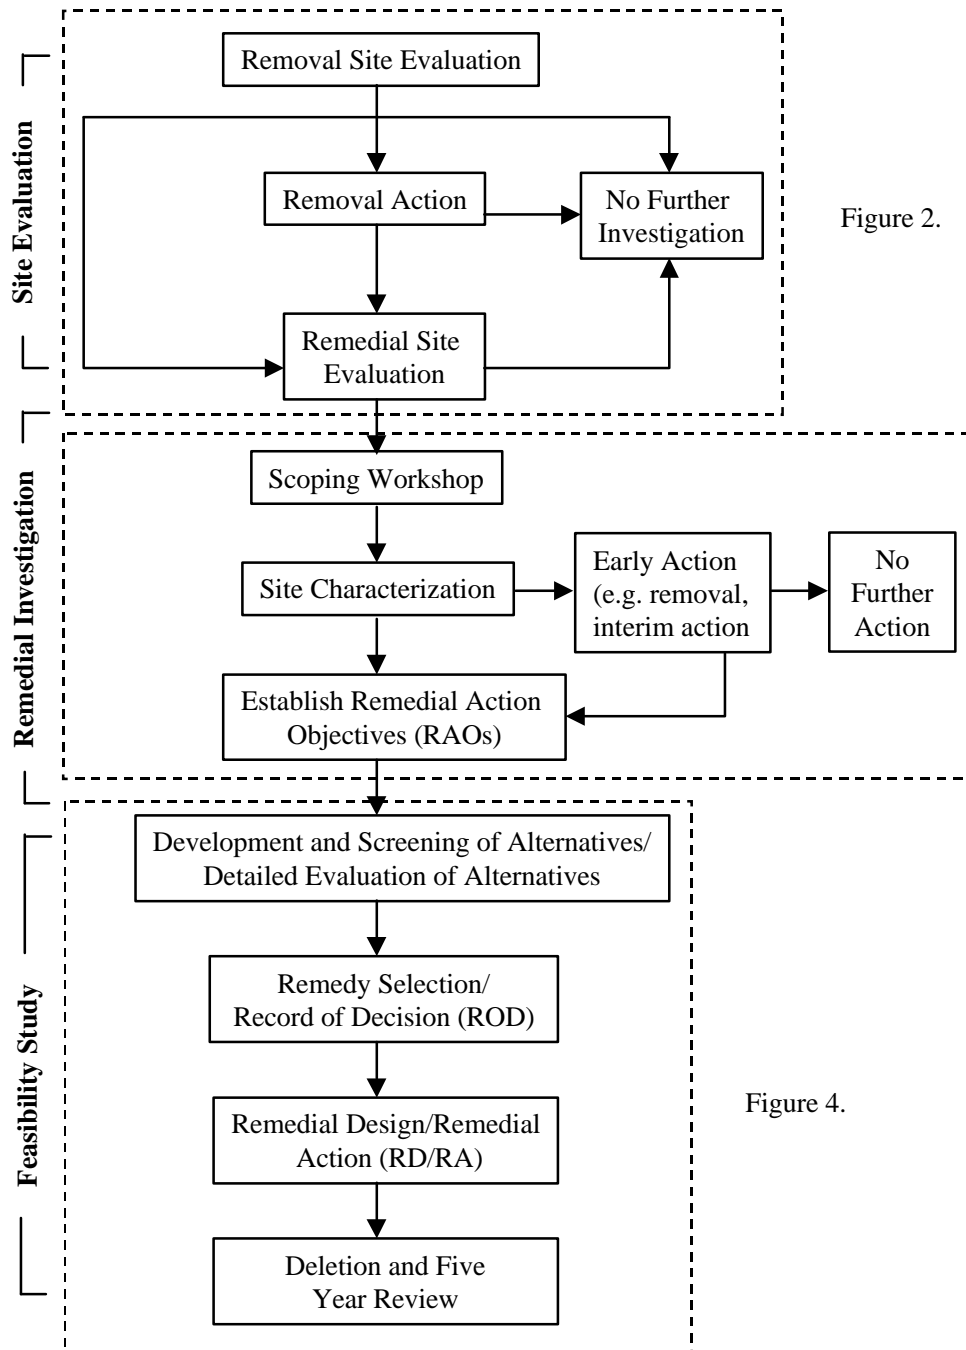 Site Evaluation
Removal Site Evaluation
Removal Action
No Further
Investigation
Figure 2.
Remedial Site
Evaluation
Remedial Investigation
Scoping Workshop
Site Characterization
Early Action
(e.g. removal,
interim action
No
Further
Action
Establish Remedial Action
Objectives (RAOs)
Feasibility Study
Development and Screening of Alternatives/
Detailed Evaluation of Alternatives
Remedy Selection/
Record of Decision (ROD)
Figure 4.
Remedial Design/Remedial
Action (RD/RA)
Deletion and Five
Year Review